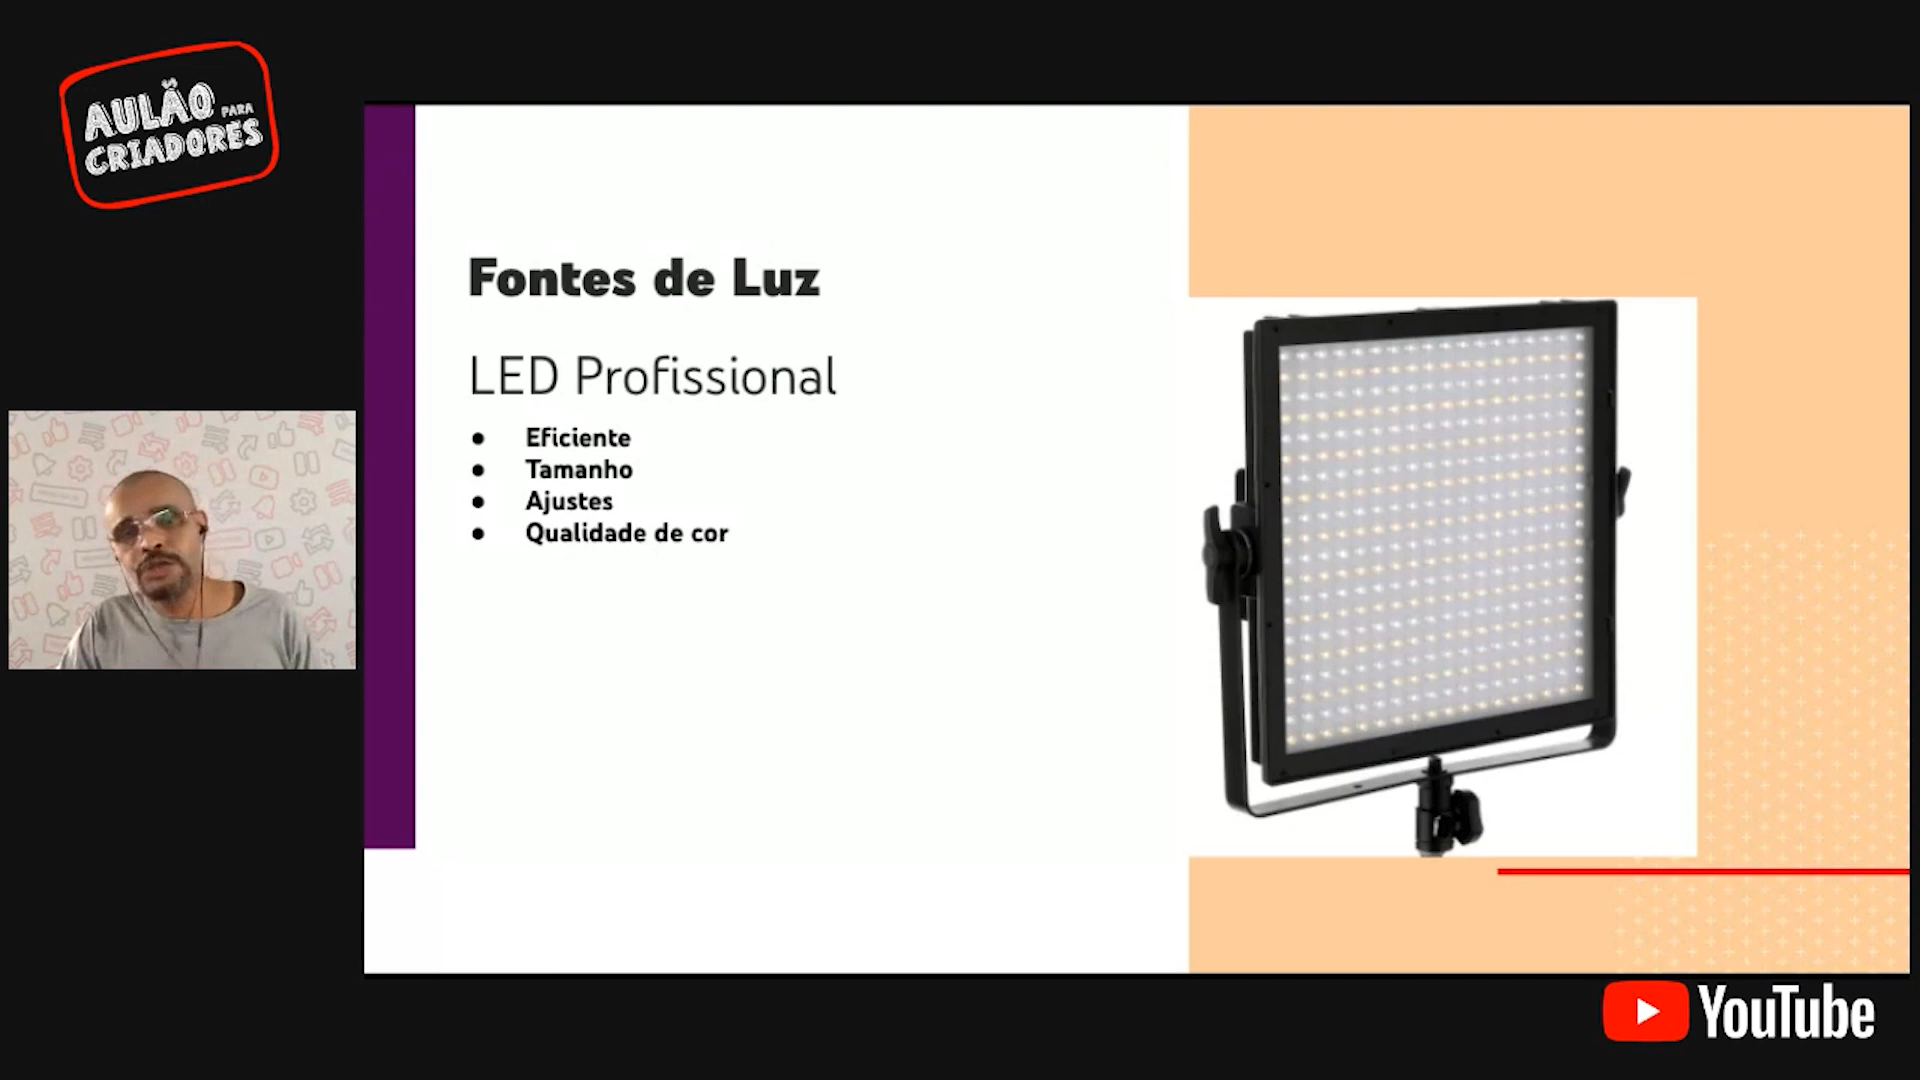 AULÃO PARA
CRIADORES
Fontes de Luz
LED Profissional
● Eficiente
● Tamanho
● Ajustes
● Qualidade de cor
YouTube